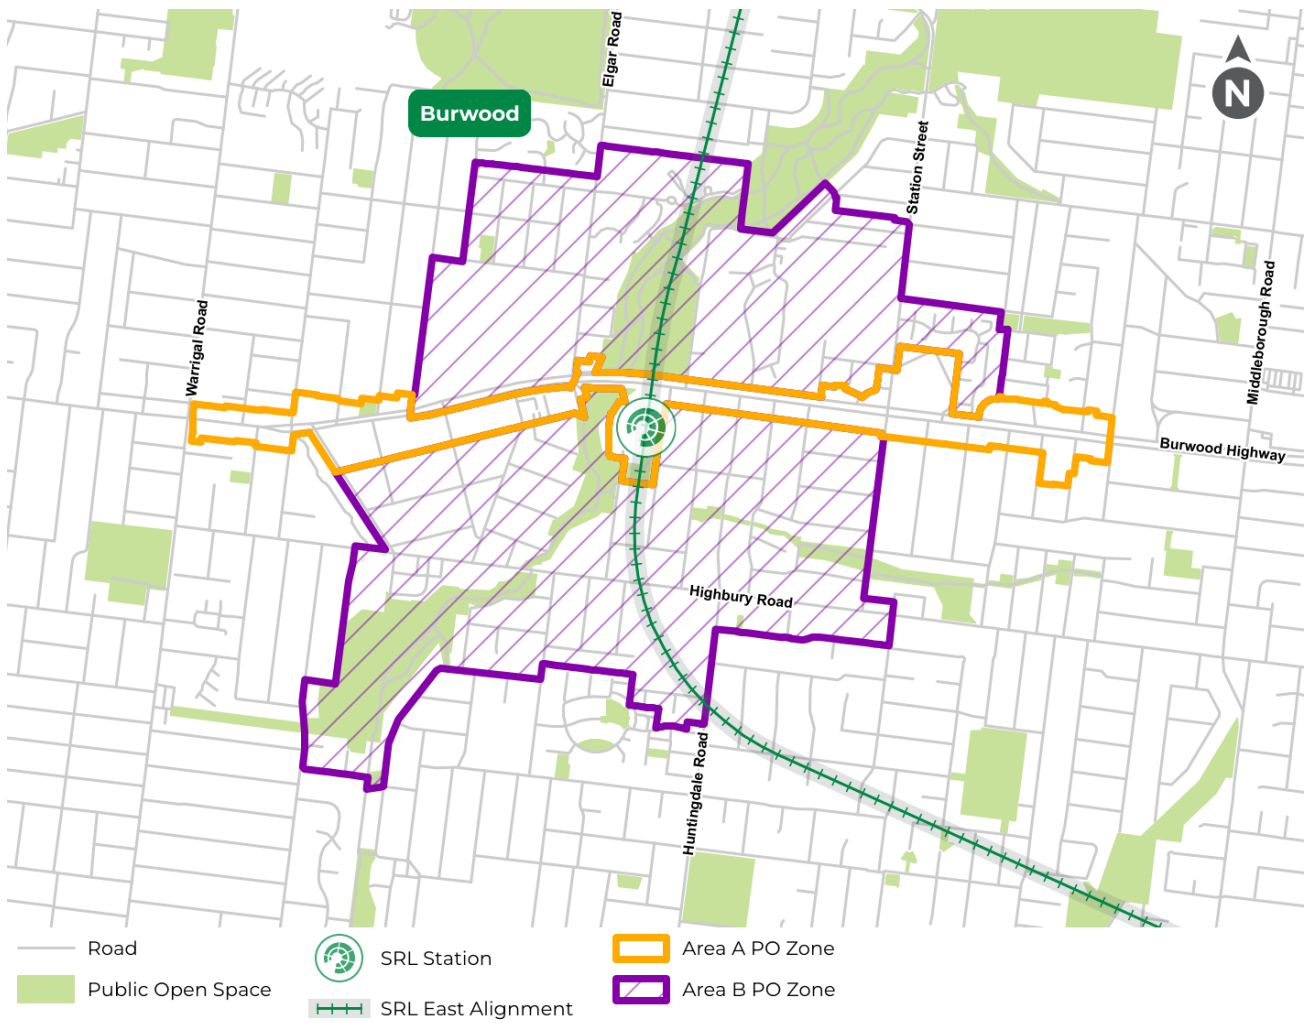 Elgar Road
N
Burwood
Station Street
Middleborough Road
Warrigal Road
Burwood Highway
Highbury Road
Huntingdale Road
Road
Public Open Space
SRL Station
SRL East Alignment
Area A PO Zone
Area B PO Zone